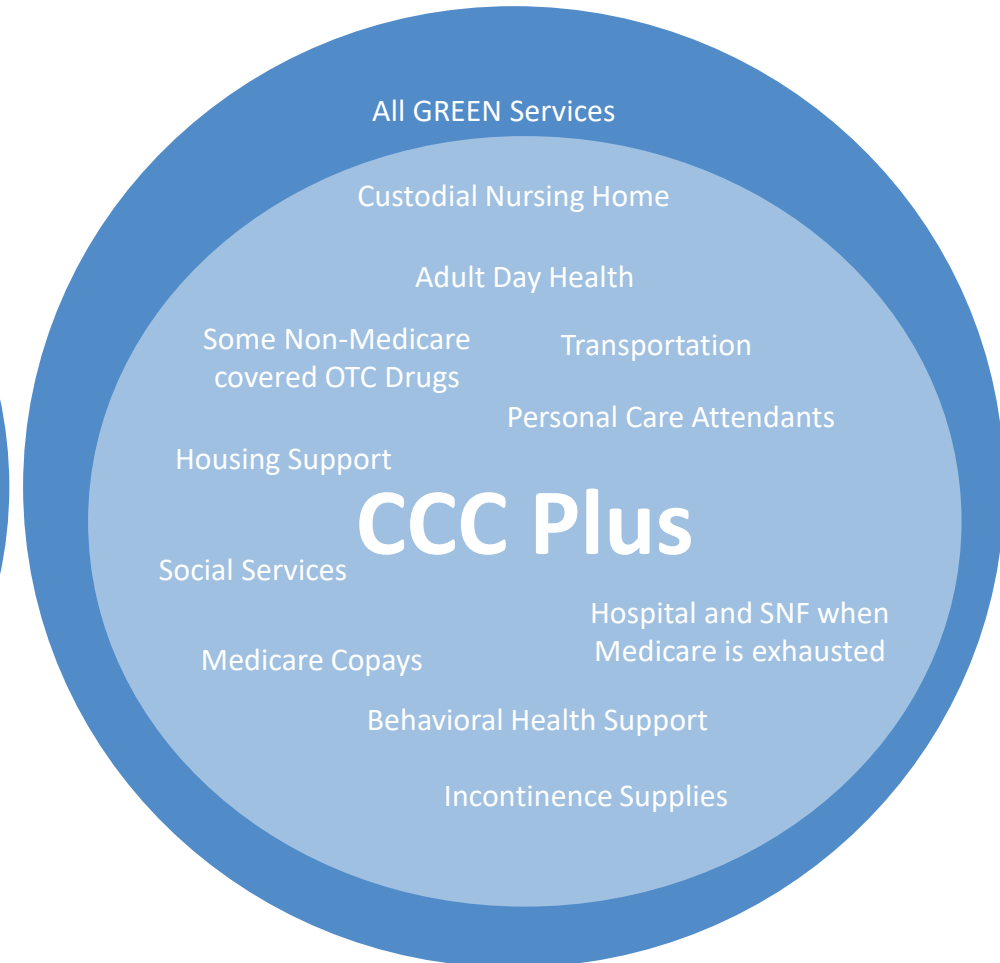 All GREEN Services
Custodial Nursing Home
Adult Day Health
Some Non-Medicare
covered OTC Drugs
Transportation
Personal Care Attendants
Housing Support
CCC Plus
Social Services
Hospital and SNF when
Medicare is exhausted
Medicare Copays
Behavioral Health Support
Incontinence Supplies